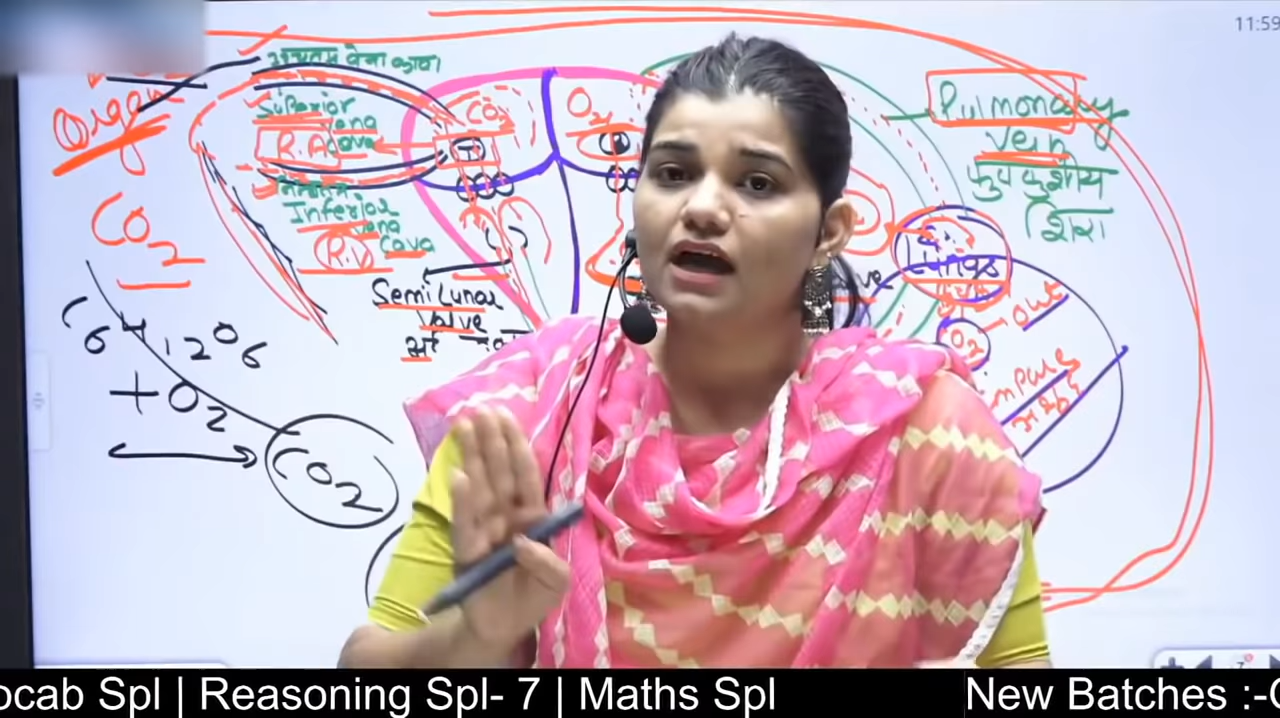 11:59
Superior
Vena
Cava
R.A
Inferior
Vena
Cava
R.V
Organ
CO2
C6H12O6
+O2
CO2
CO2
O2
Semi Lunar
Valve
Pulmonary
Vein
फुफ्फुशीय
शिरा
Lungs
O2 - out
ocab Spl | Reasoning Spl- 7 | Maths Spl
New Batches :-